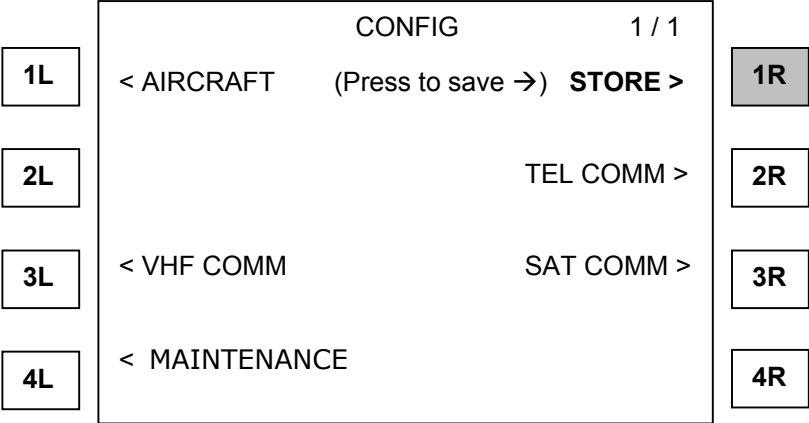 CONFIG 1 / 1
1L < AIRCRAFT (Press to save →) STORE > 1R
2L TEL COMM > 2R
3L < VHF COMM SAT COMM > 3R
4L < MAINTENANCE 4R